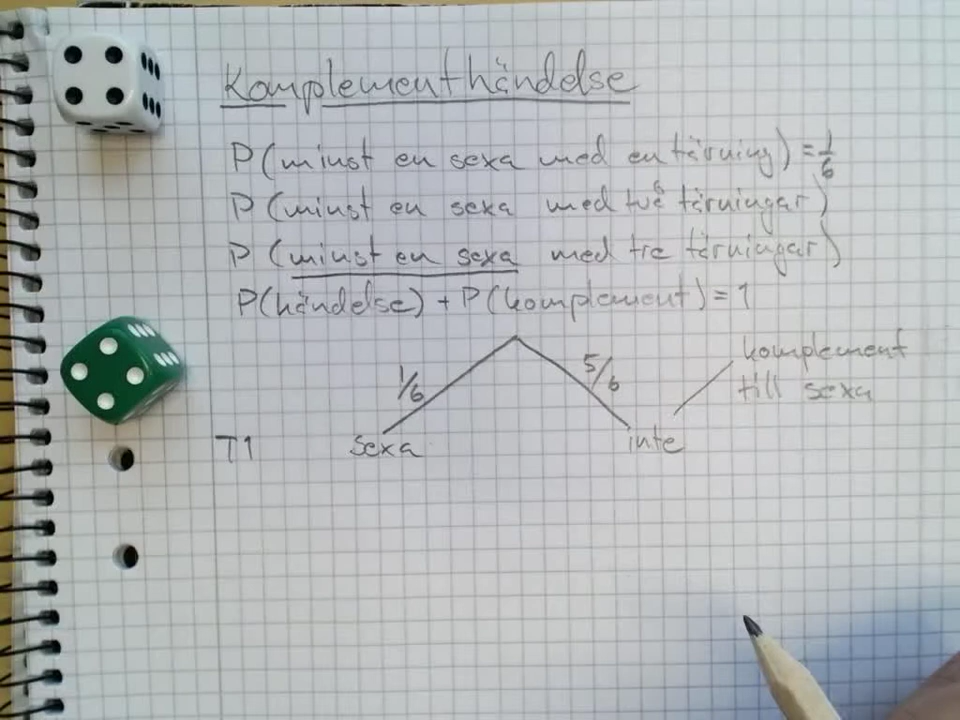 Komplementhändelse
P (minst en sexa med en tärning) = 1/6
P (minst en sexa med två tärningar)
P (minst en sexa med tre tärningar)
P(händelse) + P(komplement) = 1
1/6
5/6
komplement
till sexa
T1 sexa inte